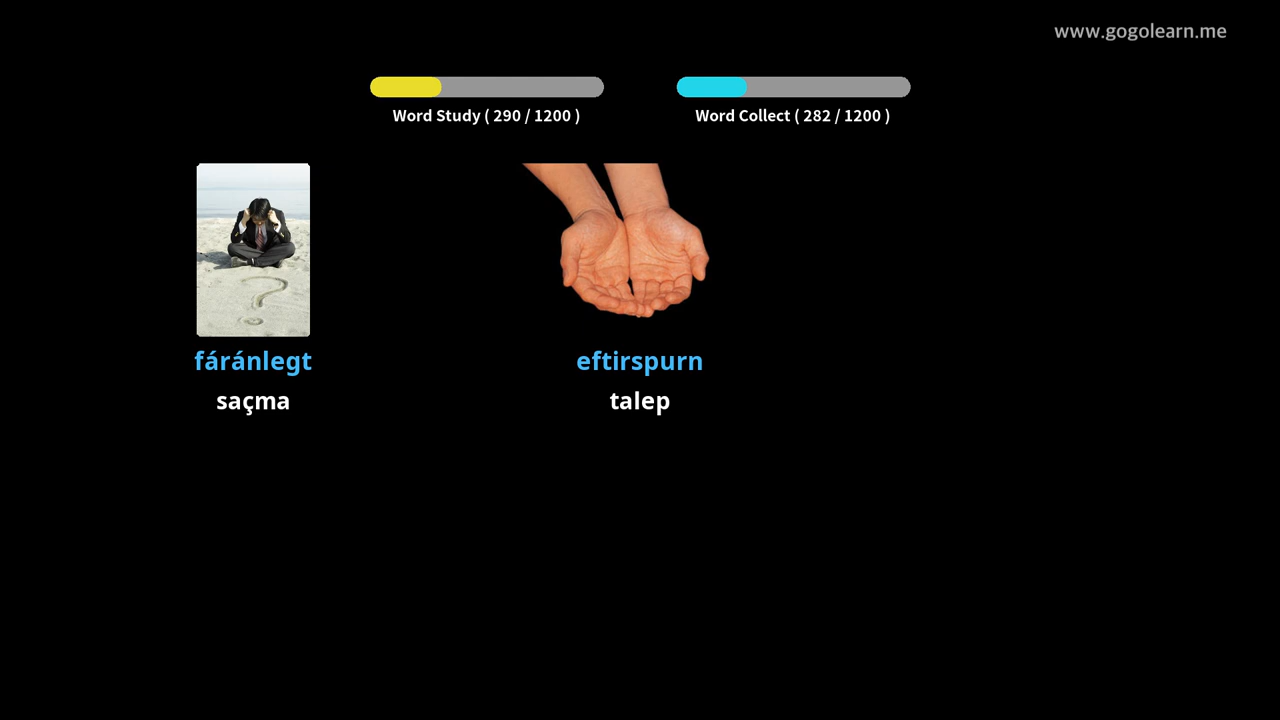 www.gogolearn.me
Word Study ( 290 / 1200 )
Word Collect ( 282 / 1200 )
fáránlegt
saçma
eftirspurn
talep